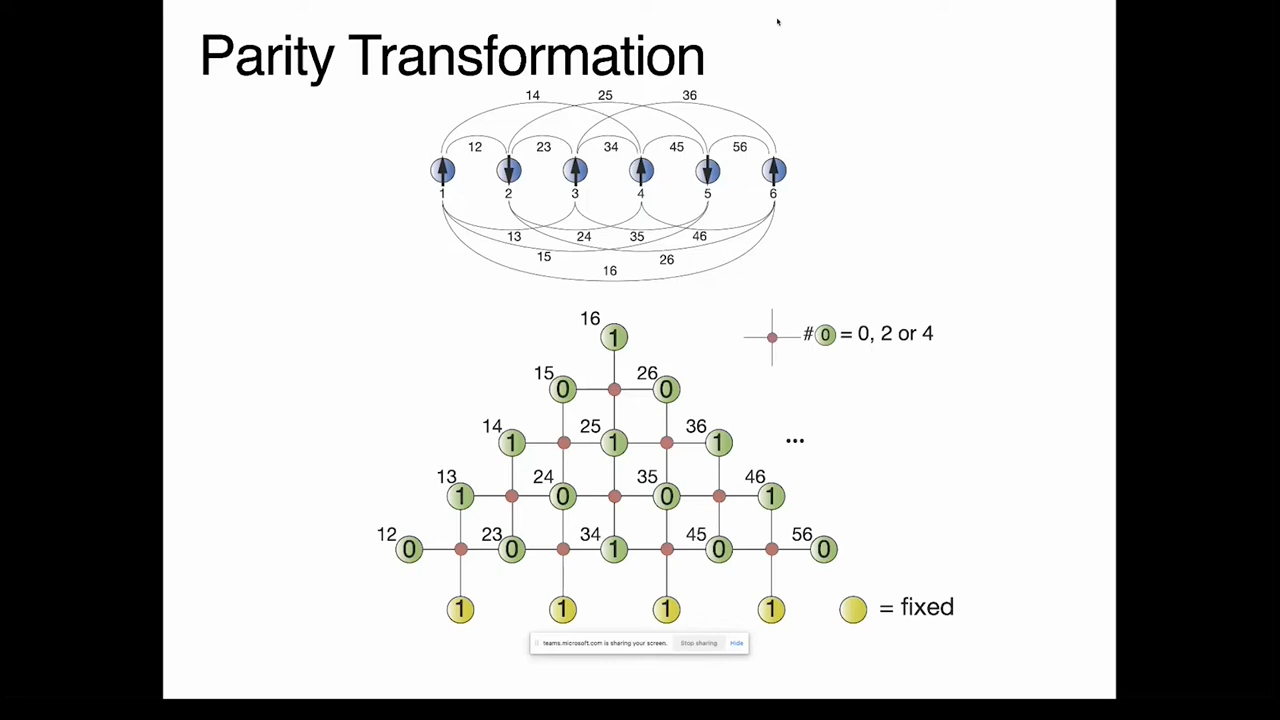 Parity Transformation
14 25 36
12 23 34 45 56
1 2 3 4 5 6
13 24 35 46
15 26
16
16
1
# 0 = 0, 2 or 4
15 26
0 0
14 25 36
1 1 1
...
13 24 35 46
1 0 0 1
12 23 34 45 56
0 0 1 0 0
1 1 1 1
= fixed
teams.microsoft.com is sharing your screen. Stop sharing Hide